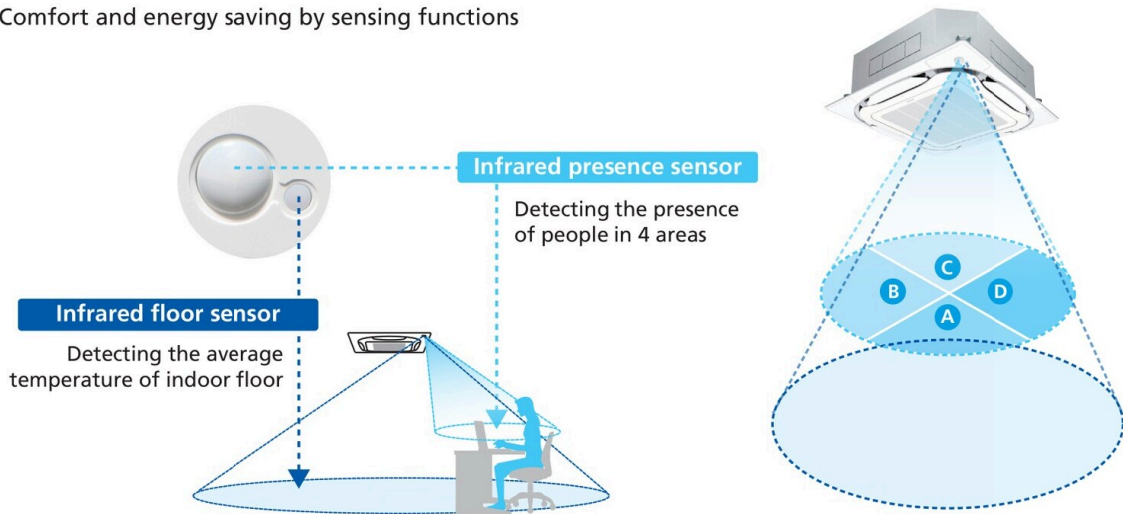 Comfort and energy saving by sensing functions
Infrared presence sensor
Detecting the presence
of people in 4 areas
Infrared floor sensor
Detecting the average
temperature of indoor floor
C
B
D
A